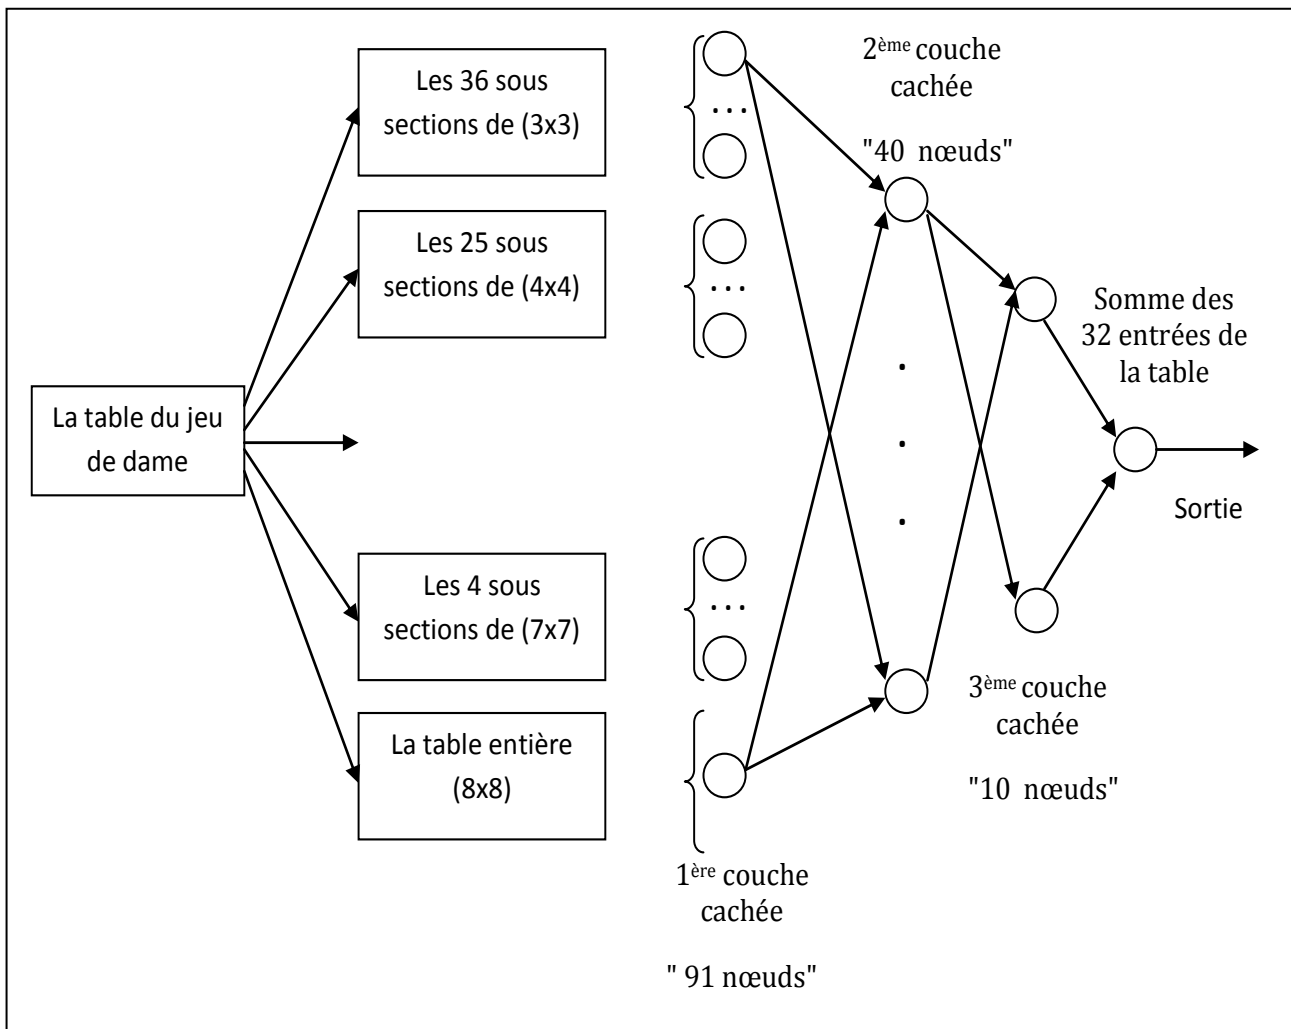 Les 36 sous
sections de (3x3)
Les 25 sous
sections de (4x4)
La table du jeu
de dame
Les 4 sous
sections de (7x7)
La table entière
(8x8)
. . .
. . .
. . .
1ère couche
cachée
" 91 nœuds"
2ème couche
cachée
"40 nœuds"
.
.
.
3ème couche
cachée
"10 nœuds"
Somme des
32 entrées de
la table
Sortie